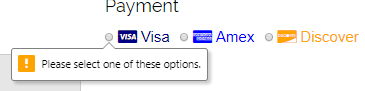 Payment
VISA Visa Amex Discover
Please select one of these options.